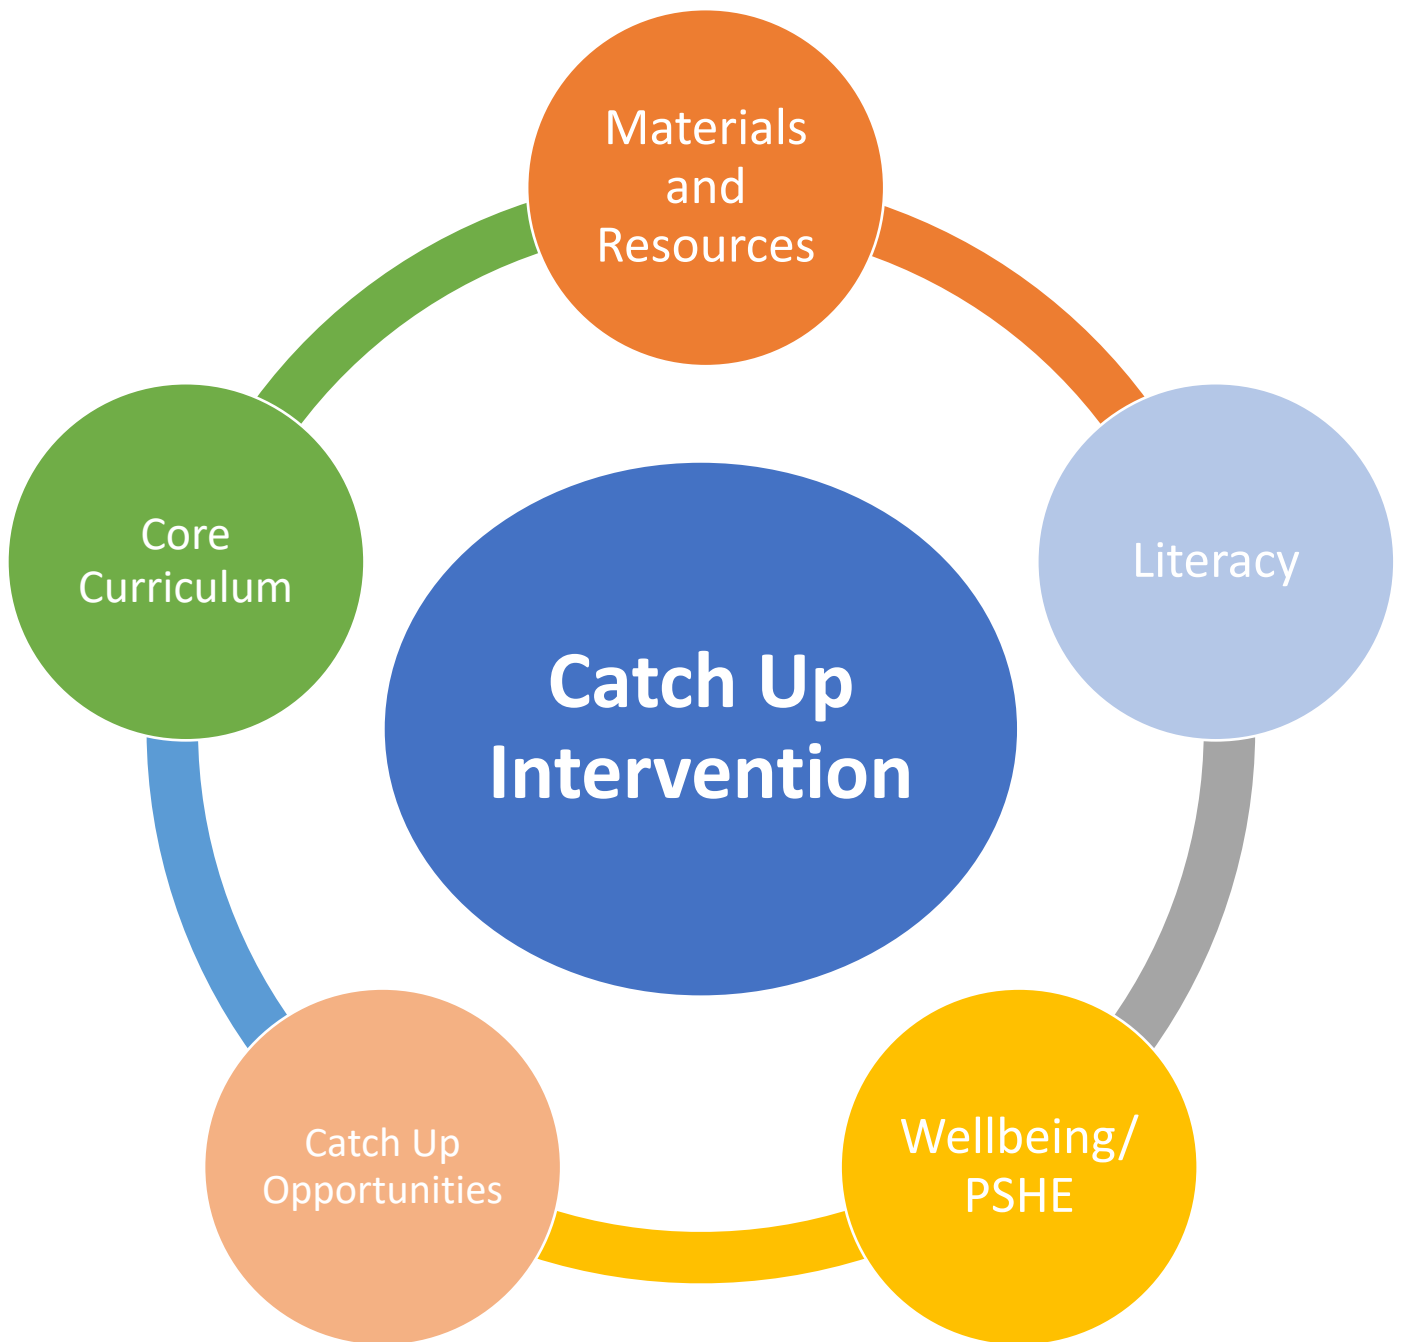 Materials
and
Resources
Literacy
Wellbeing/
PSHE
Catch Up
Opportunities
Core
Curriculum
Catch Up
Intervention